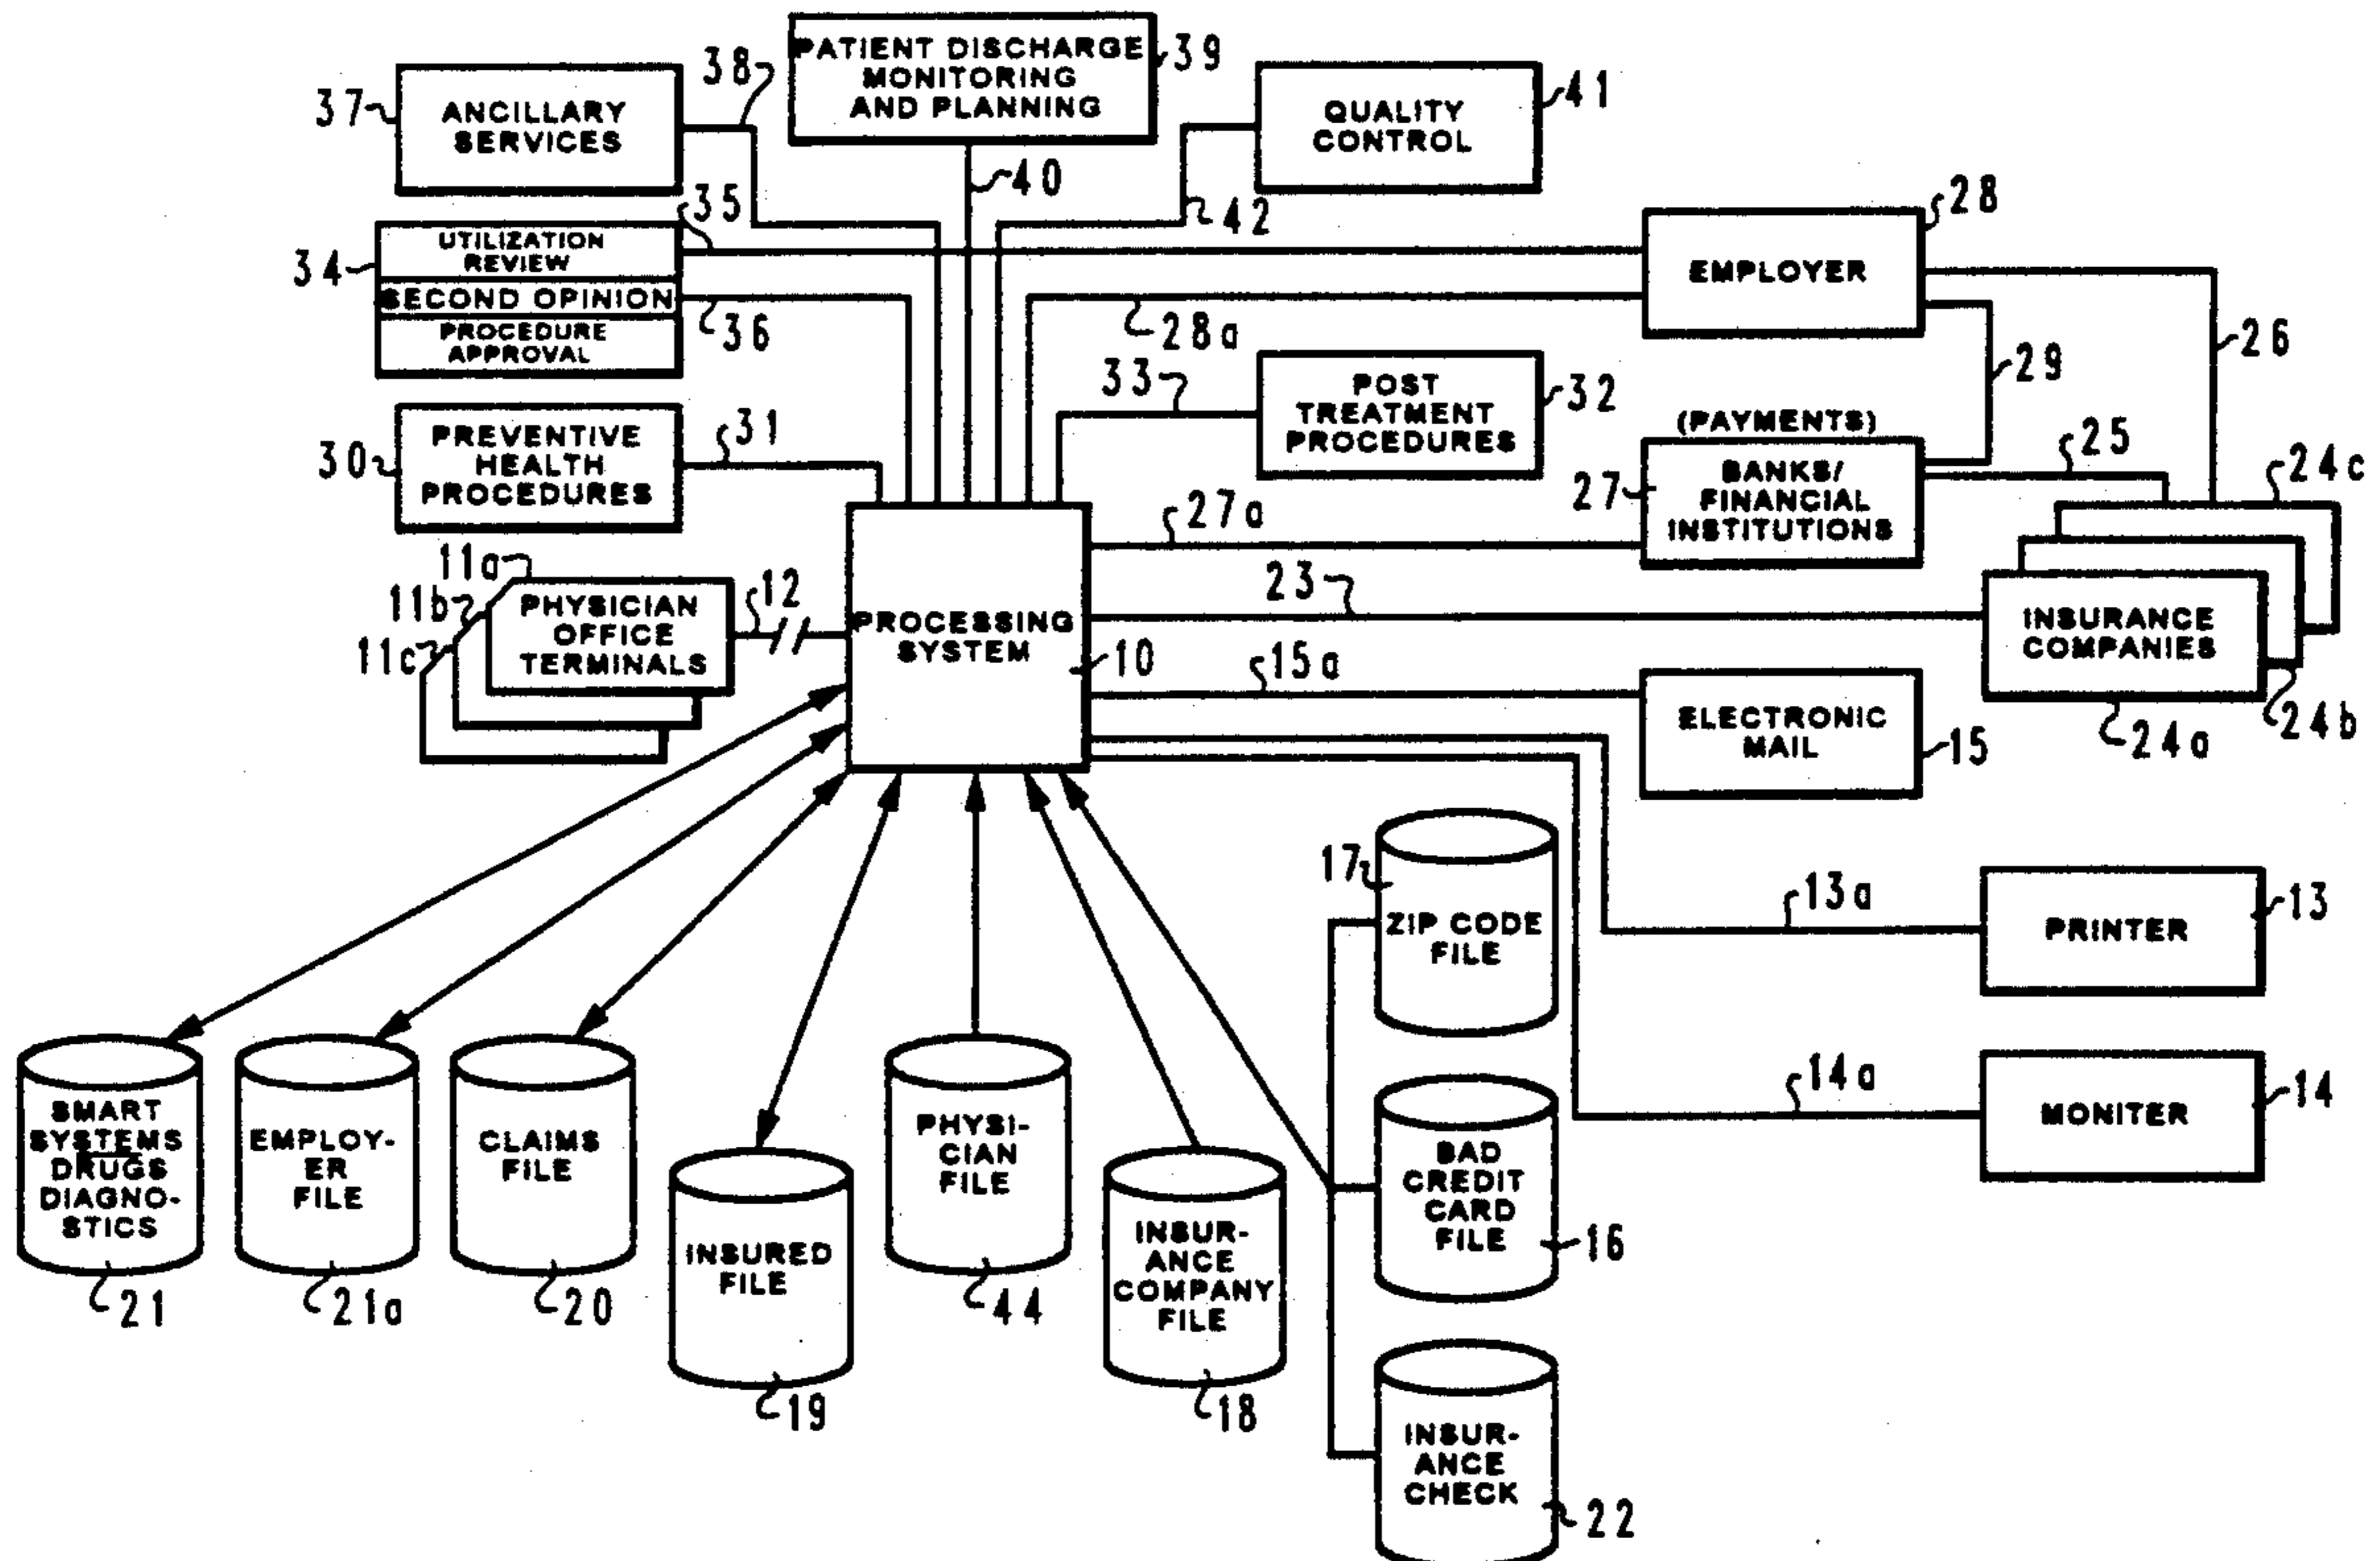 PATIENT DISCHARGE
MONITORING
AND PLANNING
39
38
37
ANCILLARY
SERVICES
QUALITY
CONTROL
41
40
42
35
34
UTILIZATION
REVIEW
SECOND OPINION
PROCEDURE
APPROVAL
36
28
EMPLOYER
28a
26
29
33
POST
TREATMENT
PROCEDURES
32
30
PREVENTIVE
HEALTH
PROCEDURES
31
(PAYMENTS)
27
BANKS/
FINANCIAL
INSTITUTIONS
25
24c
27a
11a
11b
11c
PHYSICIAN
OFFICE
TERMINALS
12
PROCESSING
SYSTEM
10
23
INSURANCE
COMPANIES
24a
24b
15a
ELECTRONIC
MAIL
15
17
ZIP CODE
FILE
13a
PRINTER
13
14a
MONITER
14
SMART
SYSTEMS
DRUGS
DIAGNO-
STICS
21
EMPLOY-
ER
FILE
21a
CLAIMS
FILE
20
INSURED
FILE
19
PHYSI-
CIAN
FILE
44
INSUR-
ANCE
COMPANY
FILE
18
BAD
CREDIT
CARD
FILE
16
INSUR-
ANCE
CHECK
22